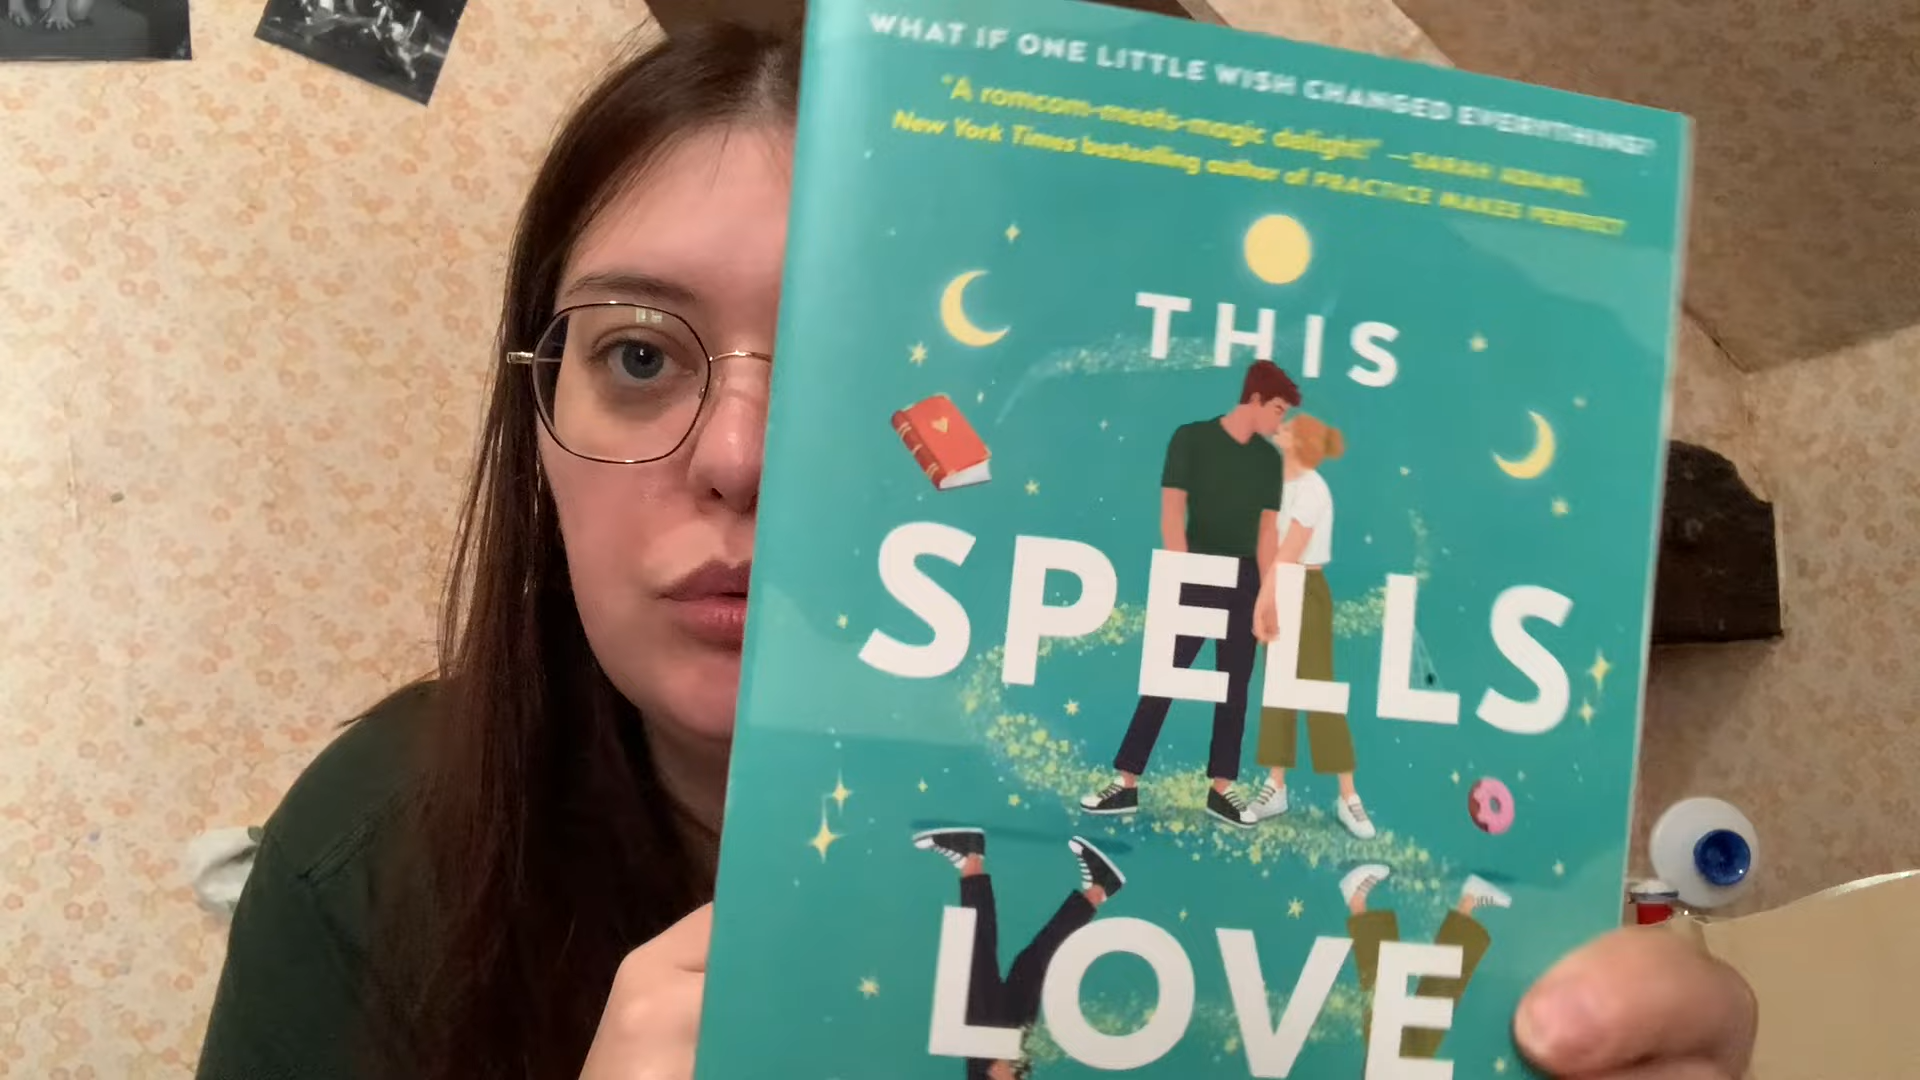 WHAT IF ONE LITTLE WISH CHANGED EVERYTHING?
"A romcom-meets-magic delight!" —SARAH ADAMS,
New York Times bestselling author of PRACTICE MAKES PERFECT
THIS
SPELLS
LOVE